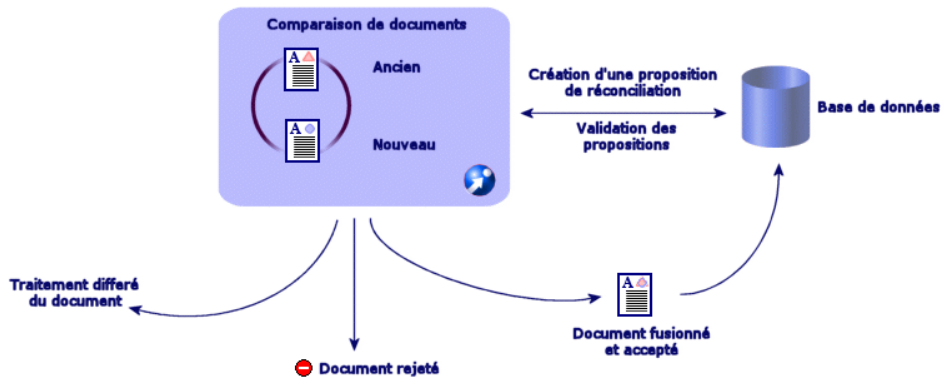 Comparaison de documents
A
Ancien
A
Nouveau
Création d'une proposition
de réconciliation
Validation des
propositions
Base de données
Traitement differé
du document
A
Document fusionné
et accepté
Document rejeté